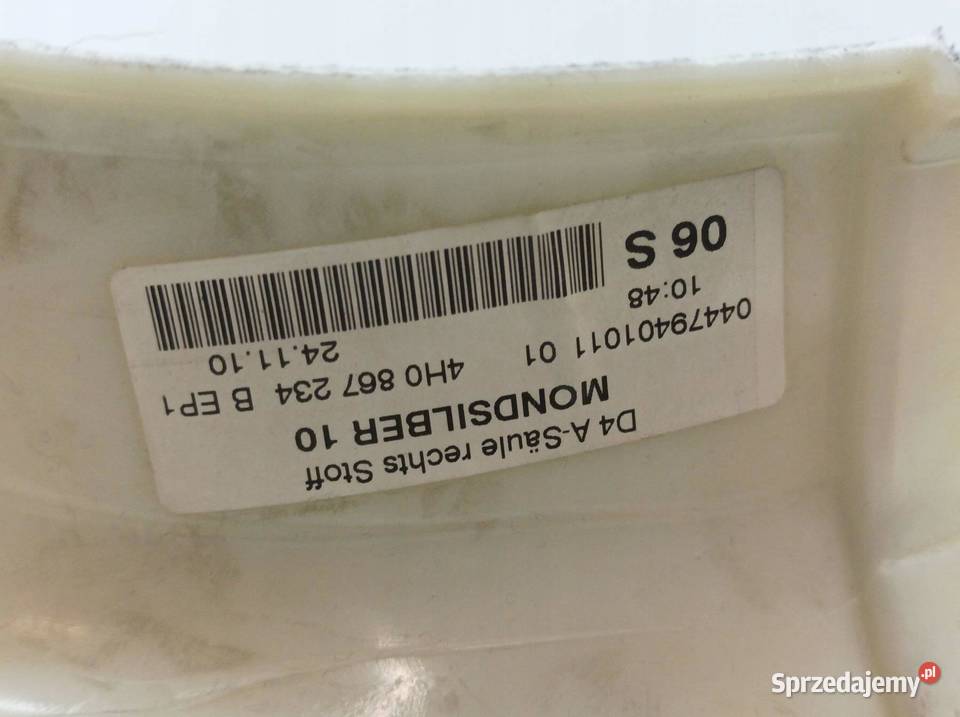 D4 A-Säule rechts Stoff
MONDSILBER 10
04479401011 01 4H0 867 234 B EP1
10:48 24.11.10
06 S
Sprzedajemy.pl